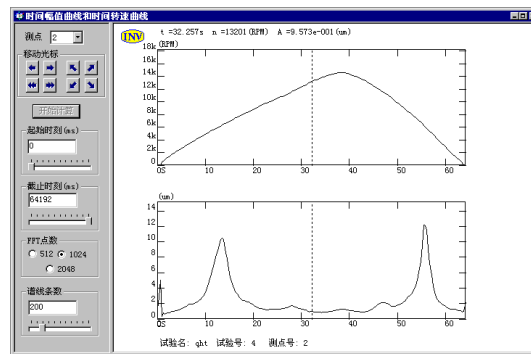 时间幅值曲线和时间转速曲线
测点 2
移动光标
开始计算
起始时刻(ms)
0
截止时刻(ms)
64192
FFT点数
512 1024
2048
谱线条数
200
INV
t =32.257s n =13201(RPM) A =9.573e-001(um)
(RPM)
18k
16k
14k
12k
10k
8k
6k
4k
2k
0S 10 20 30 40 50 60
(um)
14
12
10
8
6
4
2
0
0S 10 20 30 40 50 60
试验名: qht 试验号: 4 测点号: 2